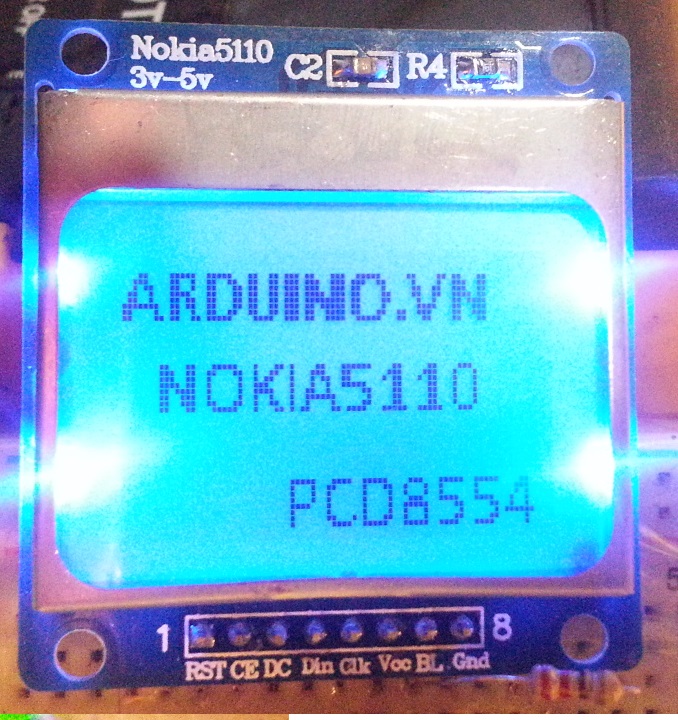 Nokia5110
3v-5v
C2 R4
ARDUINO.VN
NOKIA5110
PCD8554
1 8
RST CE DC Din Clk Vcc BL Gnd